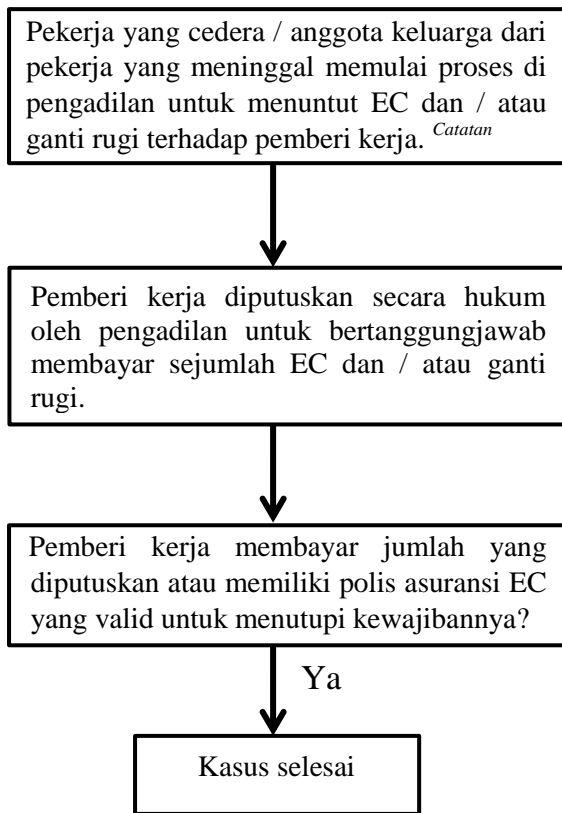 Pekerja yang cedera / anggota keluarga dari
pekerja yang meninggal memulai proses di
pengadilan untuk menuntut EC dan / atau
ganti rugi terhadap pemberi kerja. Catatan
Pemberi kerja diputuskan secara hukum
oleh pengadilan untuk bertanggungjawab
membayar sejumlah EC dan / atau ganti
rugi.
Pemberi kerja membayar jumlah yang
diputuskan atau memiliki polis asuransi EC
yang valid untuk menutupi kewajibannya?
Ya
Kasus selesai